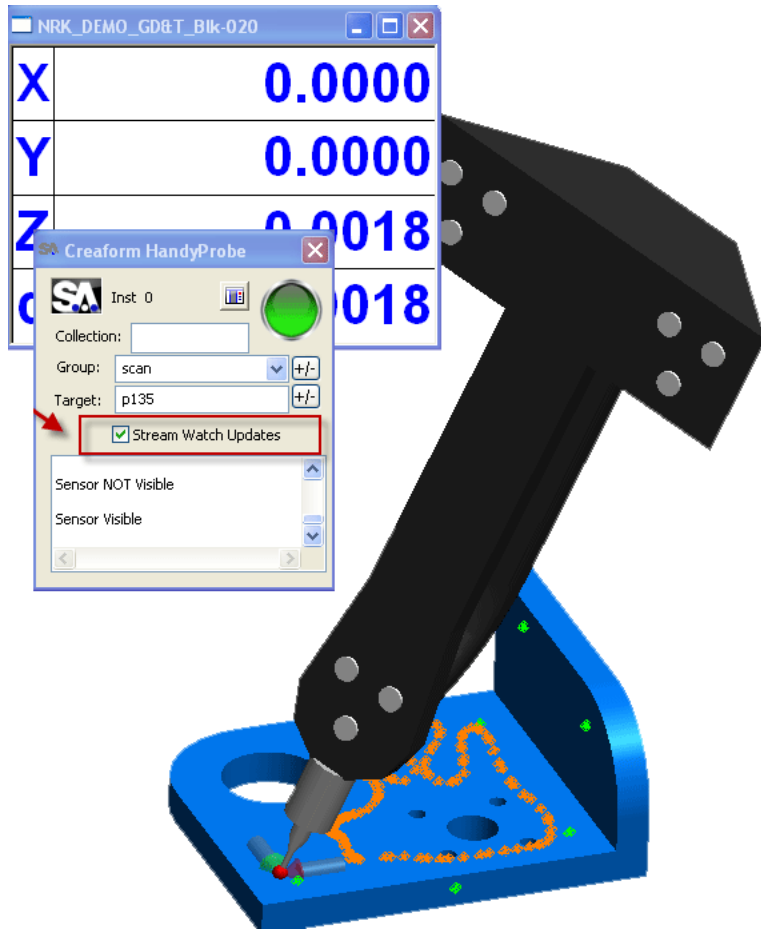 NRK_DEMO_GD&T_Blk-020
X 0.0000
Y 0.0000
Z 0.0018
0018
SA Creaform HandyProbe
SA Inst 0
Collection:
Group: scan +/-
Target: p135 +/-
Stream Watch Updates
Sensor NOT Visible
Sensor Visible